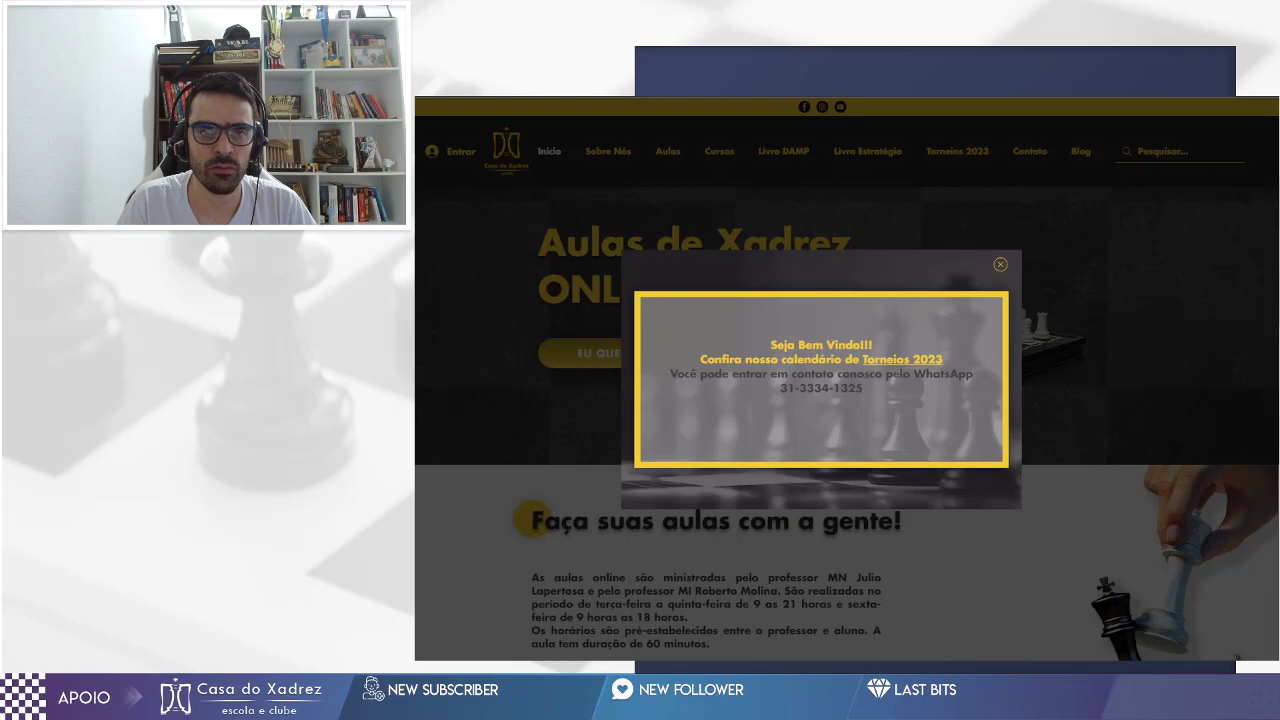 Entrar
Casa do Xadrez
Início
Sobre Nós
Aulas
Cursos
Livro DAMP
Livro Estratégia
Torneios 2023
Contato
Blog
Pesquisar...
Aulas de Xadrez
ONL
EU QUE
Seja Bem Vindo!!!
Confira nosso calendário de Torneios 2023
Você pode entrar em contato conosco pelo WhatsApp
31-3334-1325
Faça suas aulas com a gente!
As aulas online são ministradas pelo professor MN Julio
Lapertosa e pelo professor MI Roberto Molina. São realizadas no
período de terça-feira a quinta-feira de 9 as 21 horas e sexta-
feira de 9 horas as 18 horas.
Os horários são pré-estabelecidos entre o professor e aluno. A
aula tem duração de 60 minutos.
APOIO
Casa do Xadrez
escola e clube
NEW SUBSCRIBER
NEW FOLLOWER
LAST BITS